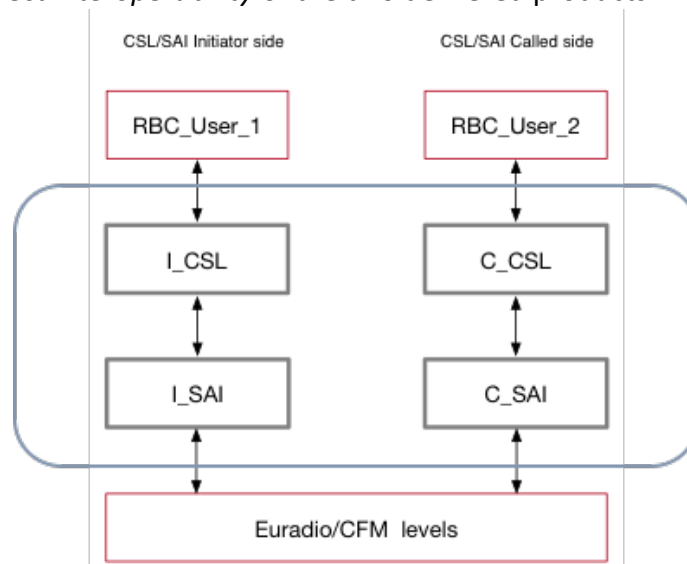 CSL/SAI Initiator side CSL/SAI Called side
RBC_User_1 RBC_User_2
I_CSL C_CSL
I_SAI C_SAI
Euradio/CFM levels